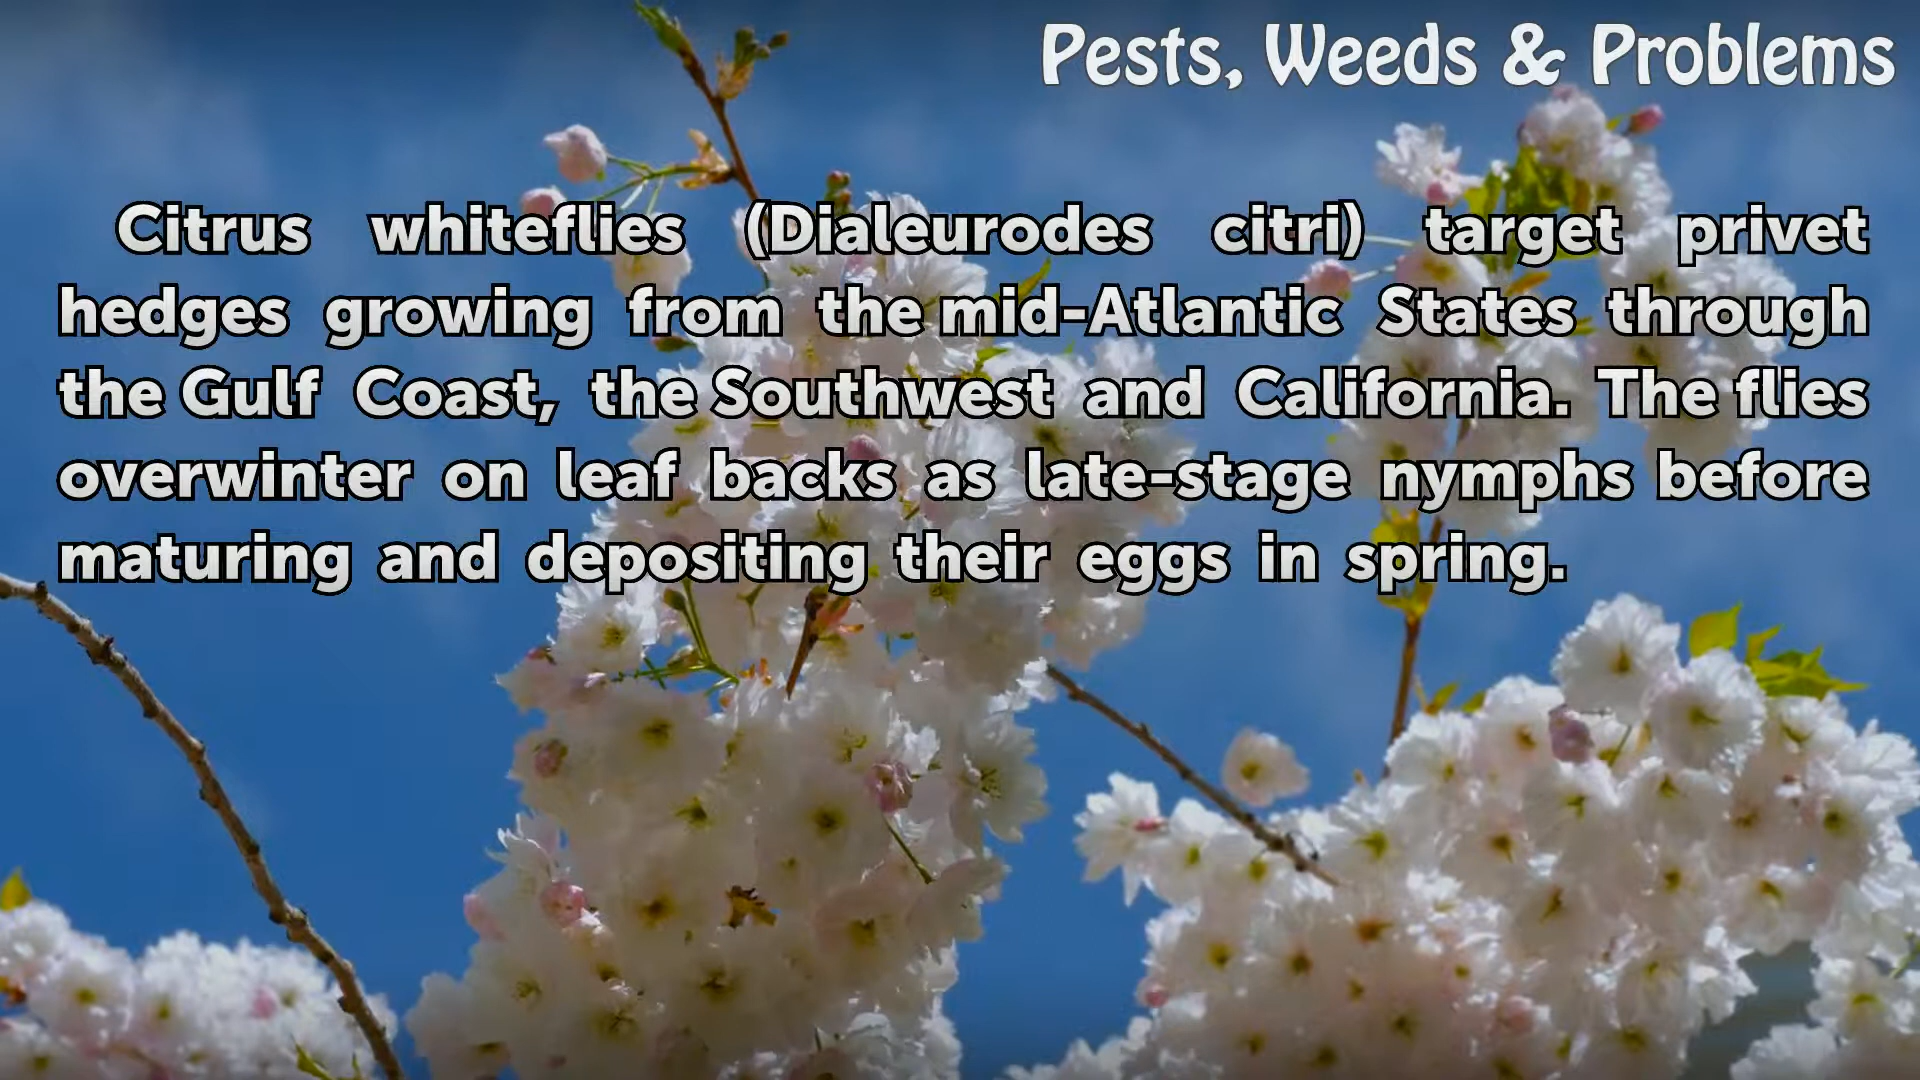 Pests, Weeds & Problems
Citrus whiteflies (Dialeurodes citri) target privet
hedges growing from the mid-Atlantic States through
the Gulf Coast, the Southwest and California. The flies
overwinter on leaf backs as late-stage nymphs before
maturing and depositing their eggs in spring.